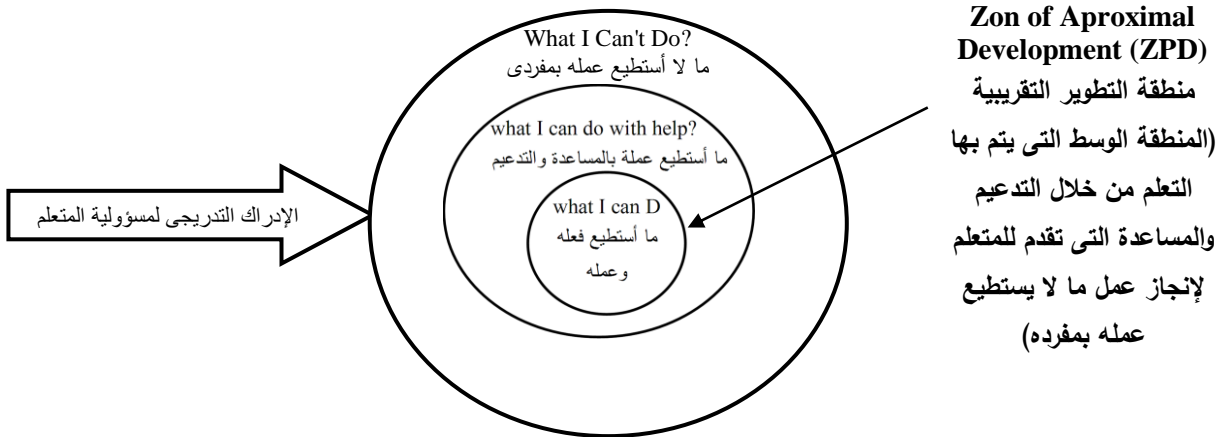 What I Can't Do?
ما لا أستطيع عمله بمفردى
what I can do with help?
ما أستطيع عملة بالمساعدة والتدعيم
what I can D
ما أستطيع فعله
وعمله
الإدراك التدريجى لمسؤولية المتعلم
Zon of Aproximal
Development (ZPD)
منطقة التطوير التقريبية
(المنطقة الوسط التى يتم بها
التعلم من خلال التدعيم
والمساعدة التى تقدم للمتعلم
لإنجاز عمل ما لا يستطيع
عمله بمفرده)